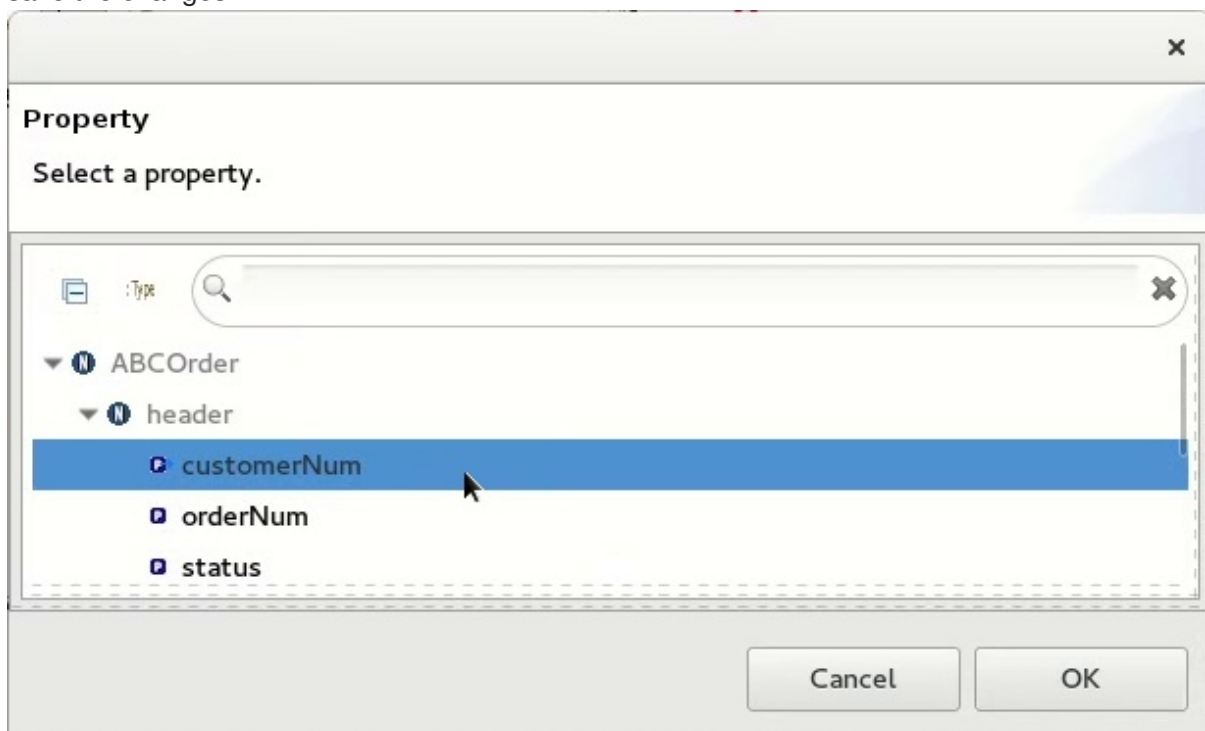 Property
Select a property.
: Type
ABCOrder
header
customerNum
orderNum
status
Cancel OK